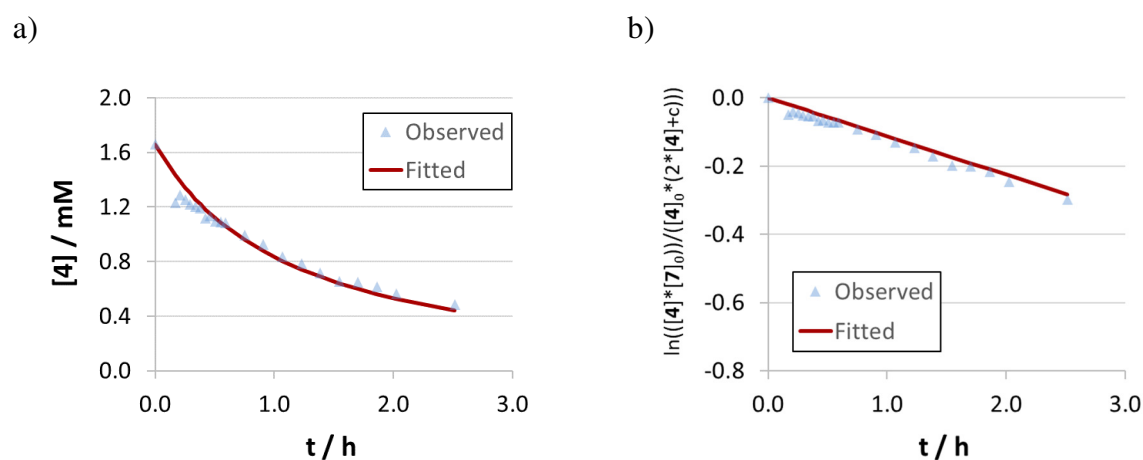 a)
b)
2.0
1.6
1.2
0.8
0.4
0.0
[4] / mM
Observed
Fitted
0.0
1.0
2.0
3.0
t / h
0.0
-0.2
-0.4
-0.6
-0.8
ln(([4]*[7]₀))/([4]₀*(2*[4]+c)))
Observed
Fitted
0.0
1.0
2.0
3.0
t / h